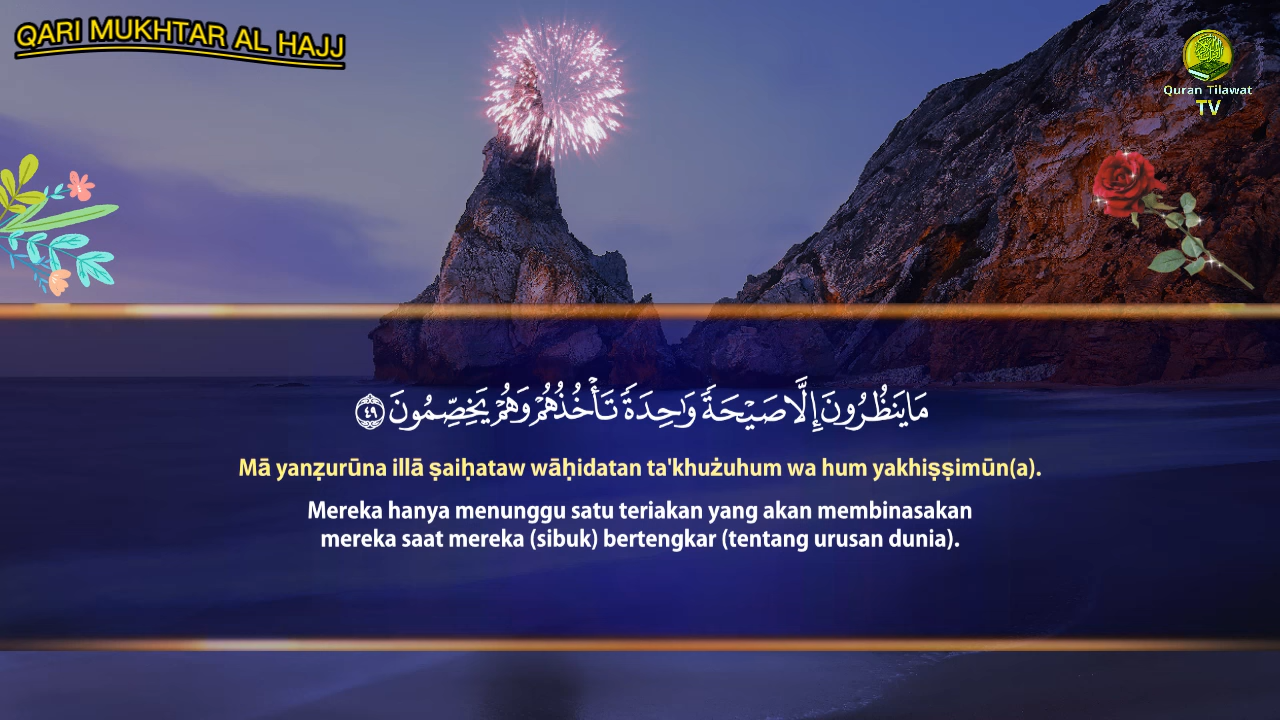 QARI MUKHTAR AL HAJJ
Quran Tilawat
TV
مَا يَنظُرُونَ إِلَّا صَيْحَةً وَٰحِدَةً تَأْخُذُهُمْ وَهُمْ يَخِصِّمُونَ ٤٩
Mā yanẓurūna illā ṣaiḥataw wāḥidatan ta'khużuhum wa hum yakhiṣṣimūn(a).
Mereka hanya menunggu satu teriakan yang akan membinasakan
mereka saat mereka (sibuk) bertengkar (tentang urusan dunia).